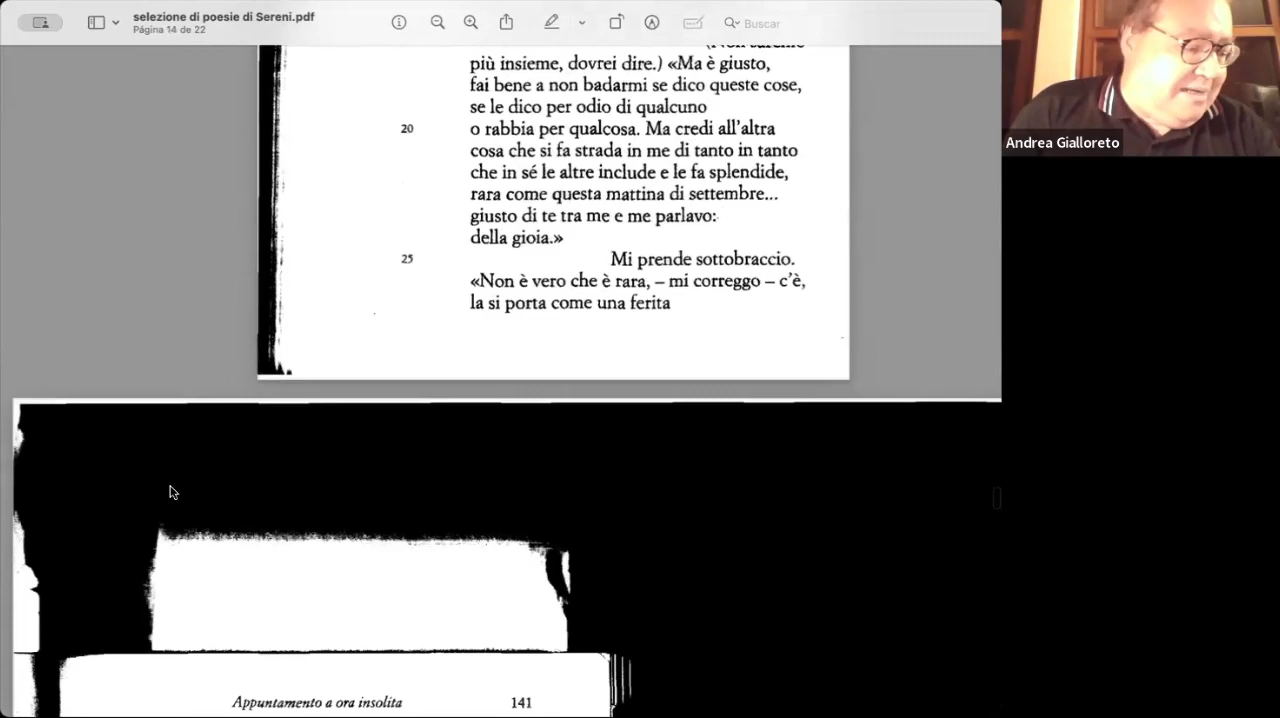 selezione di poesie di Sereni.pdf
Página 14 de 22
Buscar
Andrea Gialloreto
(Non saremo
più insieme, dovrei dire.) «Ma è giusto,
fai bene a non badarmi se dico queste cose,
se le dico per odio di qualcuno
20 o rabbia per qualcosa. Ma credi all'altra
cosa che si fa strada in me di tanto in tanto
che in sé le altre include e le fa splendide,
rara come questa mattina di settembre...
giusto di te tra me e me parlavo:
della gioia.»
25 Mi prende sottobraccio.
«Non è vero che è rara, – mi correggo – c'è,
la si porta come una ferita
Appuntamento a ora insolita 141